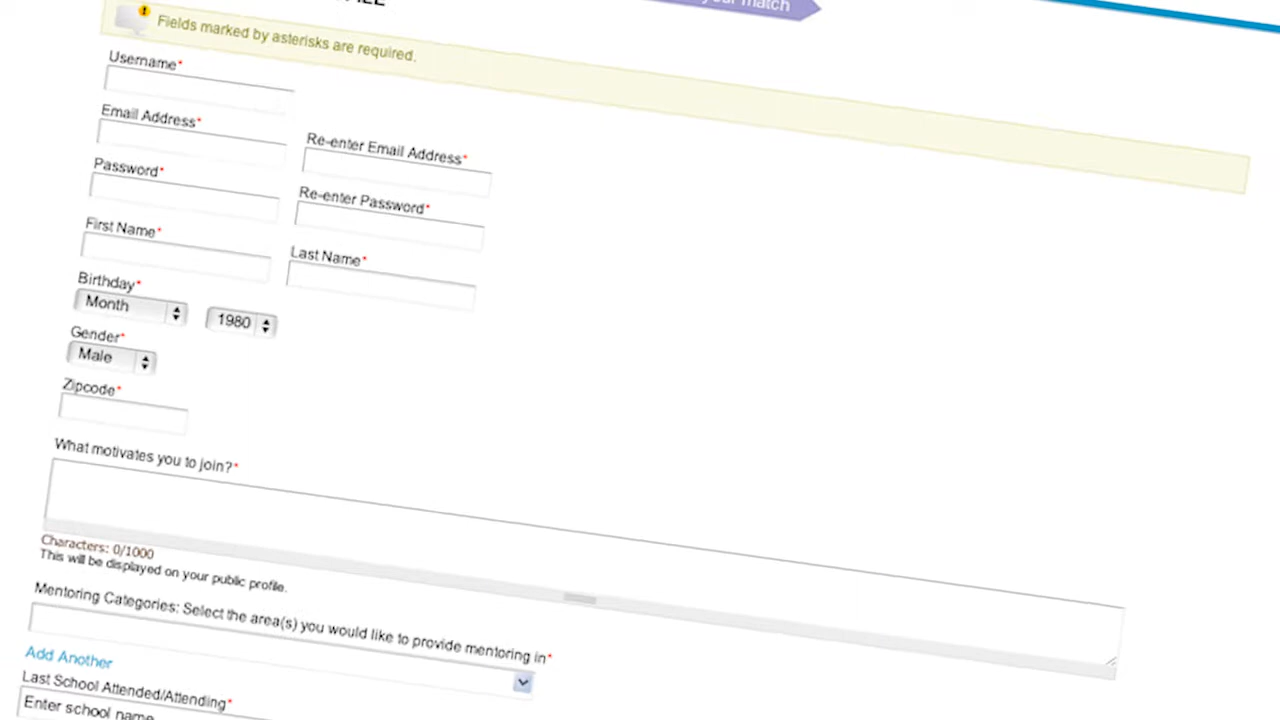 your match
Fields marked by asterisks are required.
Username*
Email Address*
Re-enter Email Address*
Password*
Re-enter Password*
First Name*
Last Name*
Birthday*
Month
1980
Gender*
Male
Zipcode*
What motivates you to join?*
Characters: 0/1000
This will be displayed on your public profile.
Mentoring Categories: Select the area(s) you would like to provide mentoring in*
Add Another
Last School Attended/Attending*
Enter school name